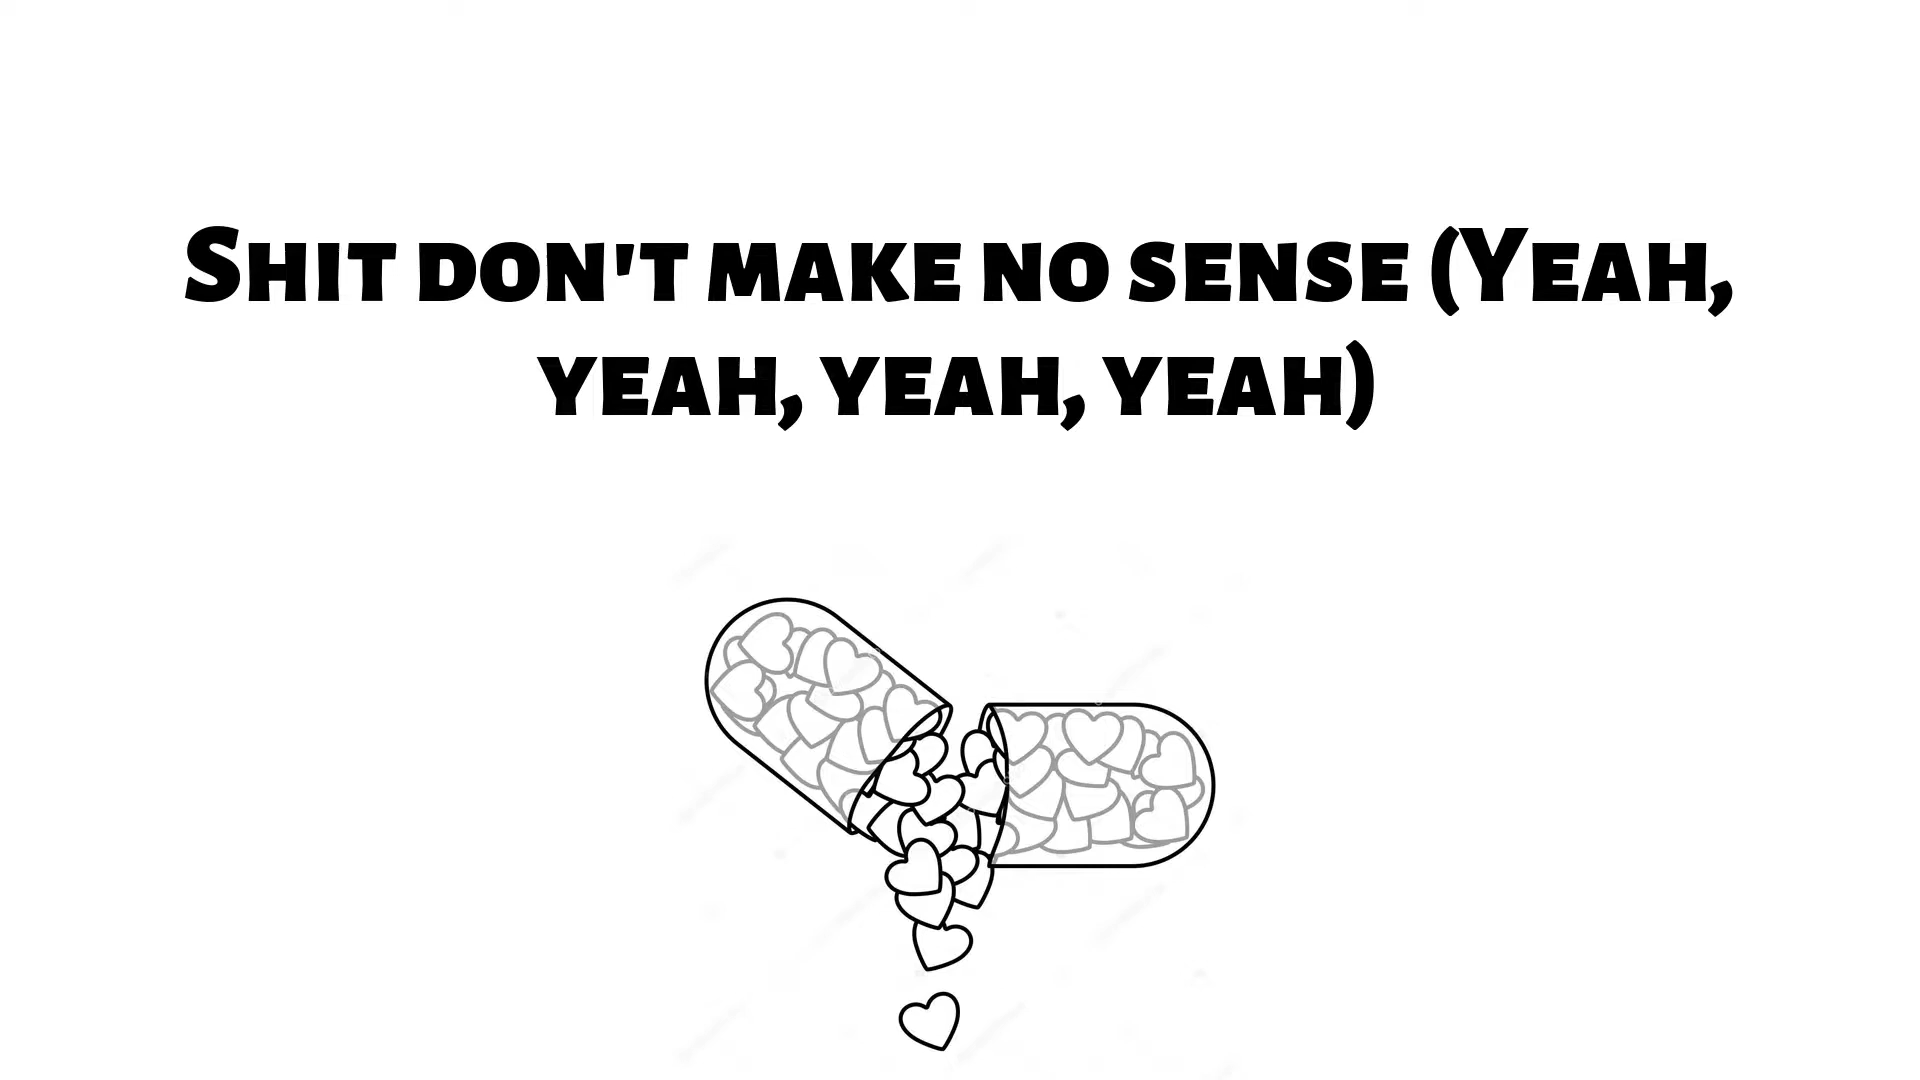 Shit don't make no sense (Yeah,
yeah, yeah, yeah)